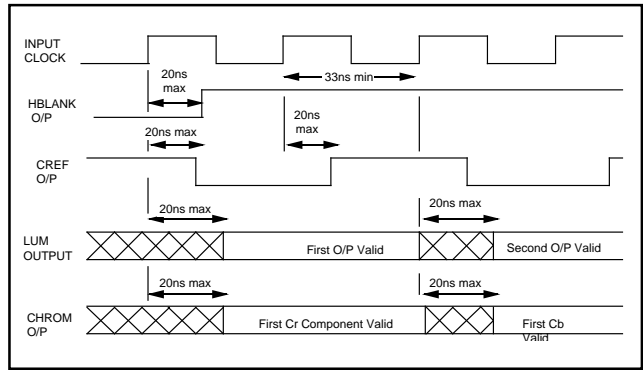 INPUT
CLOCK
20ns
max
33ns min
HBLANK
O/P
20ns
max
20ns max
CREF
O/P
20ns max
20ns max
LUM
OUTPUT
First O/P Valid
Second O/P Valid
20ns max
20ns max
CHROM
O/P
First Cr Component Valid
First Cb
Valid